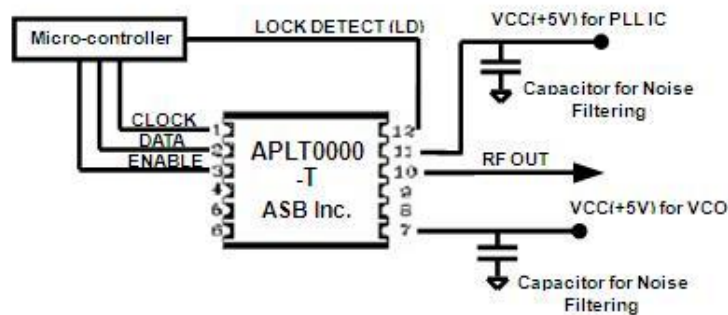 VCC(+5V) for PLL IC
LOCK DETECT (LD)
Micro-controller
Capacitor for Noise
Filtering
CLOCK
DATA
ENABLE
1
2
3
4
5
6
APLT0000
-T
ASB Inc.
12
11
10
9
8
7
RF OUT
VCC(+5V) for VCO
Capacitor for Noise
Filtering